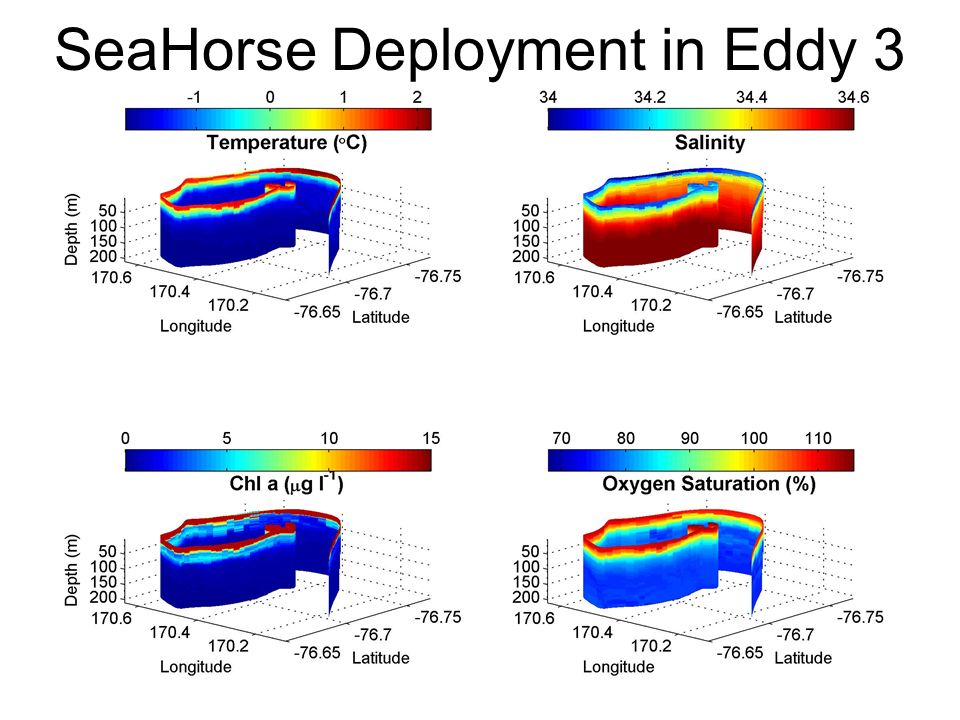 SeaHorse Deployment in Eddy 3
-1 0 1 2
Temperature (°C)
Depth (m)
50
100
150
200
170.6
170.4
170.2
Longitude
-76.65
-76.7
-76.75
Latitude
34 34.2 34.4 34.6
Salinity
50
100
150
200
170.6
170.4
170.2
Longitude
-76.65
-76.7
-76.75
Latitude
0 5 10 15
Chl a (μg l⁻¹)
Depth (m)
50
100
150
200
170.6
170.4
170.2
Longitude
-76.65
-76.7
-76.75
Latitude
70 80 90 100 110
Oxygen Saturation (%)
50
100
150
200
170.6
170.4
170.2
Longitude
-76.65
-76.7
-76.75
Latitude